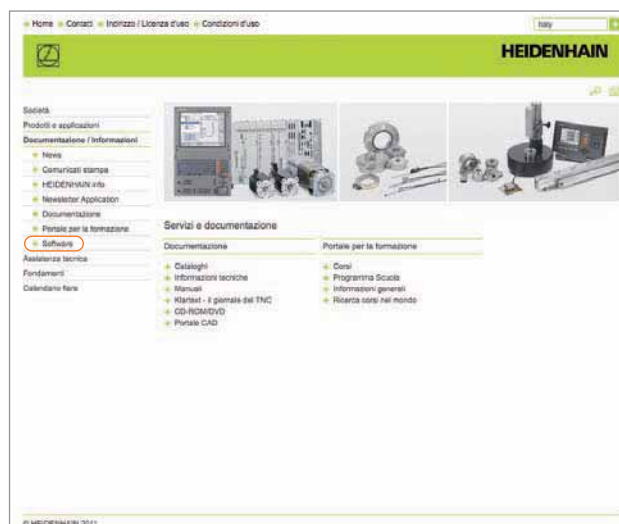 Home Contatti Indirizzo / Licenza d'uso Condizioni d'uso
Italy
HEIDENHAIN
Società
Prodotti e applicazioni
Documentazione / Informazioni
News
Comunicati stampa
HEIDENHAIN info
Newsletter Application
Documentazione
Portale per la formazione
Software
Assistenza tecnica
Fondamenti
Calendario fiere
Servizi e documentazione
Documentazione
Cataloghi
Informazioni tecniche
Manuali
Klartext - il giornale del TNC
CD-ROM/DVD
Portale CAD
Portale per la formazione
Corsi
Programma Scuola
Informazioni generali
Ricerca corsi nel mondo
© HEIDENHAIN 2011